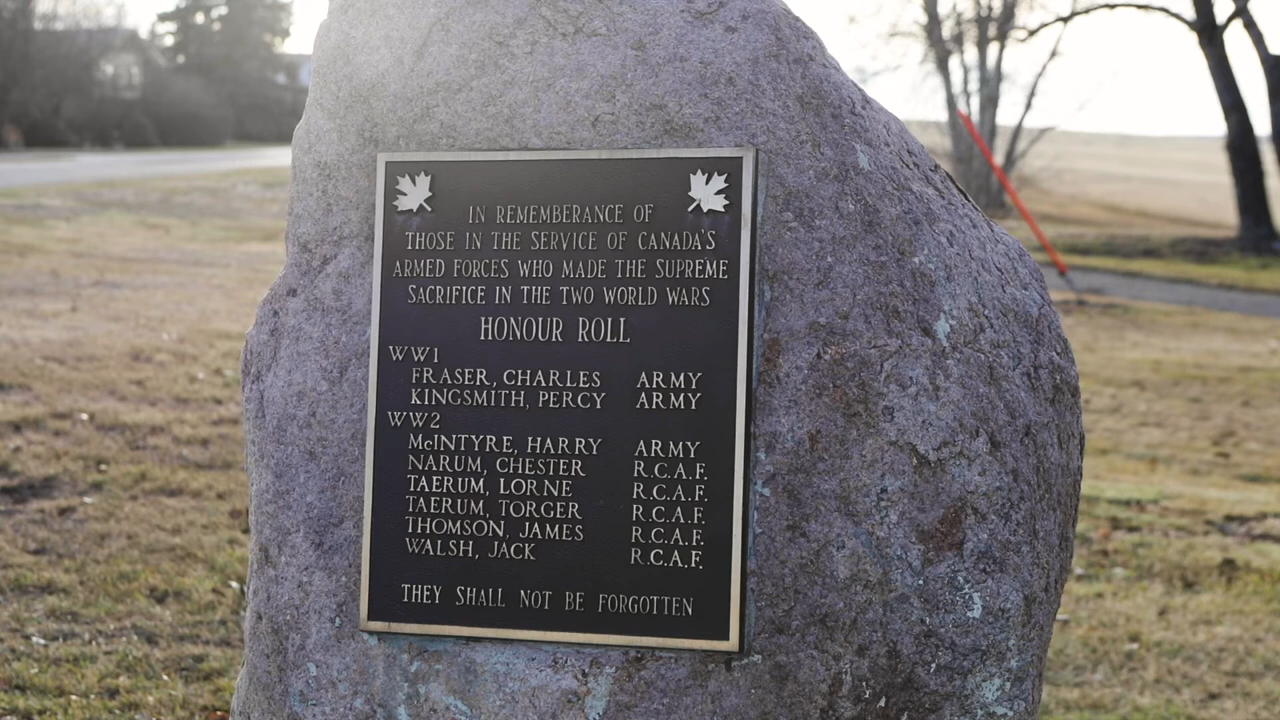 IN REMEMBERANCE OF
THOSE IN THE SERVICE OF CANADA'S
ARMED FORCES WHO MADE THE SUPREME
SACRIFICE IN THE TWO WORLD WARS
HONOUR ROLL
WW1
FRASER, CHARLES ARMY
KINGSMITH, PERCY ARMY
WW2
McINTYRE, HARRY ARMY
NARUM, CHESTER R.C.A.F.
TAERUM, LORNE R.C.A.F.
TAERUM, TORGER R.C.A.F.
THOMSON, JAMES R.C.A.F.
WALSH, JACK R.C.A.F.
THEY SHALL NOT BE FORGOTTEN